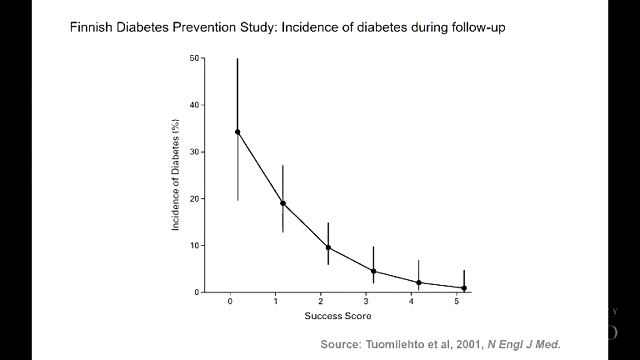 Finnish Diabetes Prevention Study: Incidence of diabetes during follow-up
50
40
30
20
10
0
Incidence of Diabetes (%)
0 1 2 3 4 5
Success Score
Source: Tuomilehto et al, 2001, N Engl J Med.